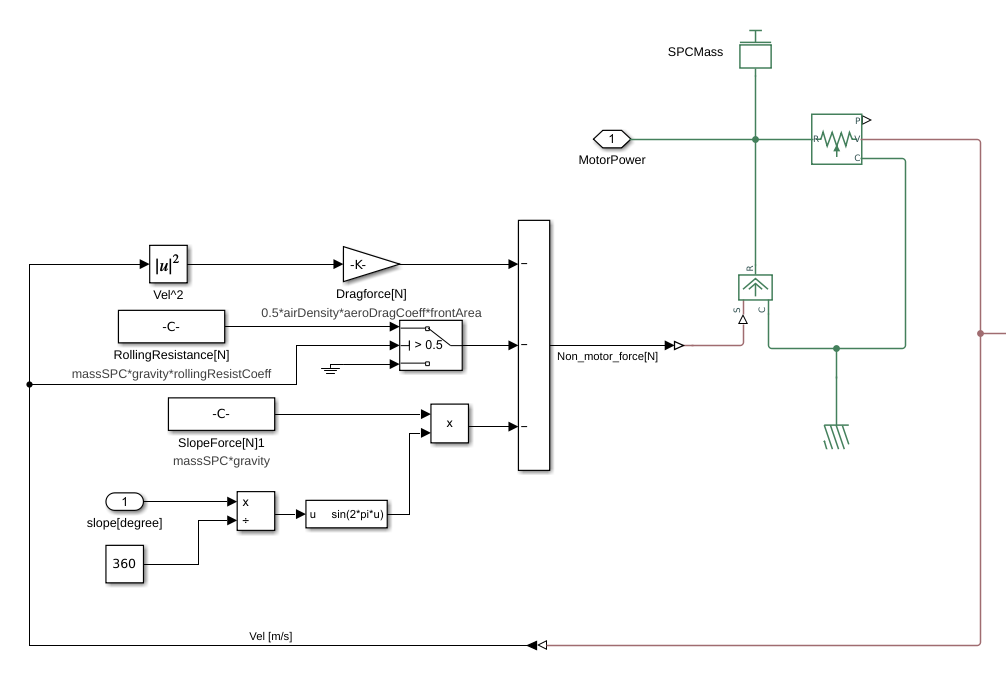 SPCMass
P
1
R
V
C
MotorPower
R
|u|²
-K-
−
Vel^2
Dragforce[N]
S
C
0.5*airDensity*aeroDragCoeff*frontArea
-C-
> 0.5
−
RollingResistance[N]
Non_motor_force[N]
massSPC*gravity*rollingResistCoeff
-C-
x
−
SlopeForce[N]1
massSPC*gravity
1
x
slope[degree]
÷
u sin(2*pi*u)
360
Vel [m/s]